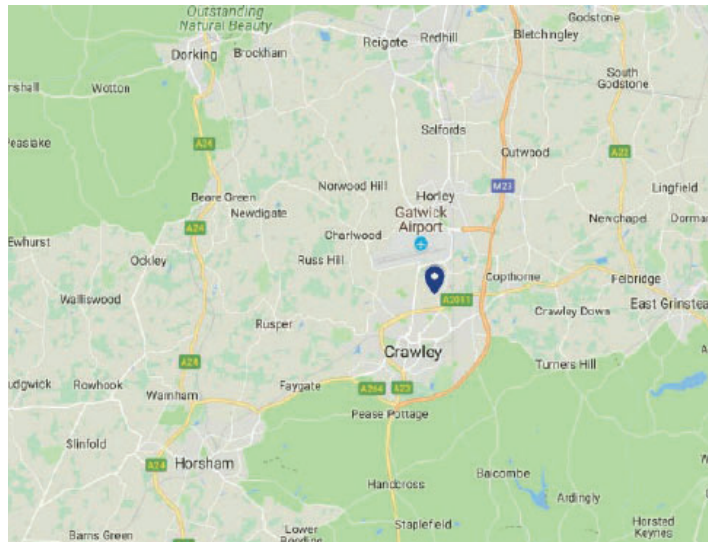 Outstanding
Natural Beauty
Godstone
Reigate
Redhill
Bletchingley
Dorking
Brockham
South
Godstone
rshall
Wotton
Salfords
A24
A22
Peaslake
Outwood
Norwood Hill
M23
Horley
Lingfield
Beare Green
Newdigate
Gatwick
Airport
Newchapel
Dorman
A24
Charlwood
Ewhurst
Ockley
Russ Hill
Copthorne
Felbridge
Walliswood
A2011
East Grinstea
Rusper
Crawley Down
Crawley
A24
Turners Hill
udgwick
Rowhook
Warnham
Faygate
A264
A23
Pease Pottage
Slinfold
A24
Horsham
Balcombe
Handcross
Ardingly
Barns Green
Lower
Beeding
Staplefield
Horsted
Keynes